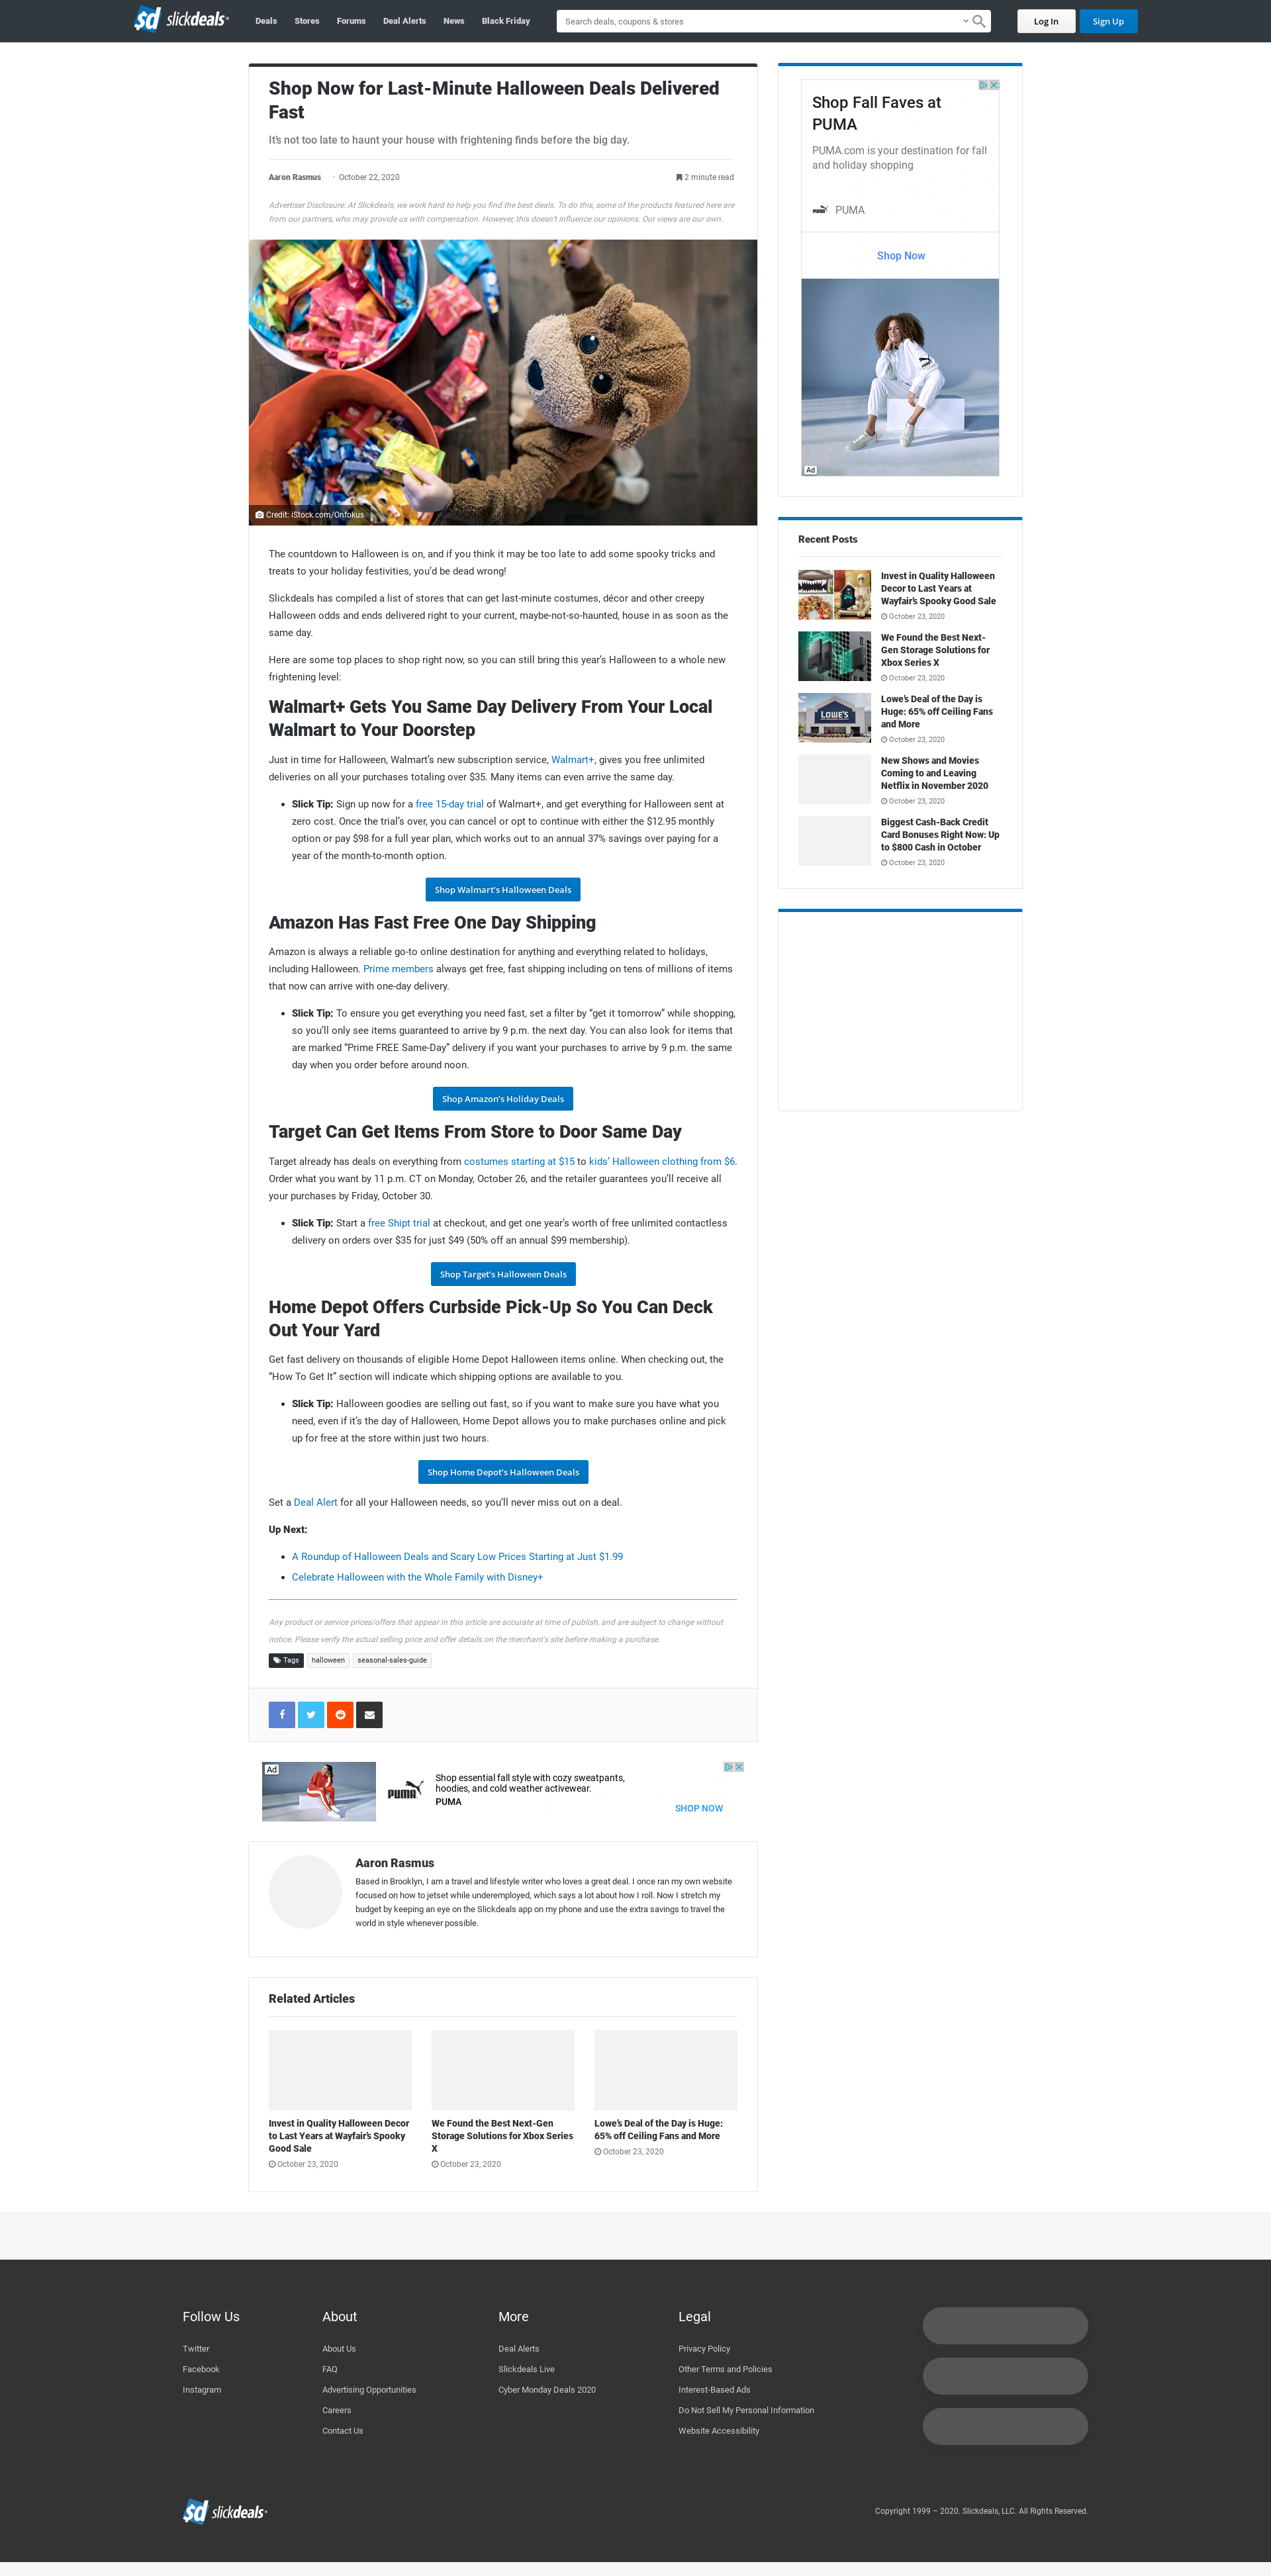 $d slickdeals
Deals
Stores
Forums
Deal Alerts
News
Black Friday
Search deals, coupons & stores
Log In
Sign Up
Shop Now for Last-Minute Halloween Deals Delivered
Fast
It's not too late to haunt your house with frightening finds before the big day.
Aaron Rasmus · October 22, 2020
2 minute read
Advertiser Disclosure: At Slickdeals, we work hard to help you find the best deals. To do this, some of the products featured here are
from our partners, who may provide us with compensation. However, this doesn't influence our opinions. Our views are our own.
Credit: iStock.com/Onfokus
The countdown to Halloween is on, and if you think it may be too late to add some spooky tricks and
treats to your holiday festivities, you’d be dead wrong!
Slickdeals has compiled a list of stores that can get last-minute costumes, décor and other creepy
Halloween odds and ends delivered right to your current, maybe-not-so-haunted, house in as soon as the
same day.
Here are some top places to shop right now, so you can still bring this year’s Halloween to a whole new
frightening level:
Walmart+ Gets You Same Day Delivery From Your Local
Walmart to Your Doorstep
Just in time for Halloween, Walmart’s new subscription service, Walmart+, gives you free unlimited
deliveries on all your purchases totaling over $35. Many items can even arrive the same day.
• Slick Tip: Sign up now for a free 15-day trial of Walmart+, and get everything for Halloween sent at
zero cost. Once the trial’s over, you can cancel or opt to continue with either the $12.95 monthly
option or pay $98 for a full year plan, which works out to an annual 37% savings over paying for a
year of the month-to-month option.
Shop Walmart's Halloween Deals
Amazon Has Fast Free One Day Shipping
Amazon is always a reliable go-to online destination for anything and everything related to holidays,
including Halloween. Prime members always get free, fast shipping including on tens of millions of items
that now can arrive with one-day delivery.
• Slick Tip: To ensure you get everything you need fast, set a filter by “get it tomorrow” while shopping,
so you’ll only see items guaranteed to arrive by 9 p.m. the next day. You can also look for items that
are marked “Prime FREE Same-Day” delivery if you want your purchases to arrive by 9 p.m. the same
day when you order before around noon.
Shop Amazon's Holiday Deals
Target Can Get Items From Store to Door Same Day
Target already has deals on everything from costumes starting at $15 to kids’ Halloween clothing from $6.
Order what you want by 11 p.m. CT on Monday, October 26, and the retailer guarantees you’ll receive all
your purchases by Friday, October 30.
• Slick Tip: Start a free Shipt trial at checkout, and get one year’s worth of free unlimited contactless
delivery on orders over $35 for just $49 (50% off an annual $99 membership).
Shop Target's Halloween Deals
Home Depot Offers Curbside Pick-Up So You Can Deck
Out Your Yard
Get fast delivery on thousands of eligible Home Depot Halloween items online. When checking out, the
“How To Get It” section will indicate which shipping options are available to you.
• Slick Tip: Halloween goodies are selling out fast, so if you want to make sure you have what you
need, even if it’s the day of Halloween, Home Depot allows you to make purchases online and pick
up for free at the store within just two hours.
Shop Home Depot's Halloween Deals
Set a Deal Alert for all your Halloween needs, so you’ll never miss out on a deal.
Up Next:
• A Roundup of Halloween Deals and Scary Low Prices Starting at Just $1.99
• Celebrate Halloween with the Whole Family with Disney+
Any product or service prices/offers that appear in this article are accurate at time of publish, and are subject to change without
notice. Please verify the actual selling price and offer details on the merchant's site before making a purchase.
Tags
halloween
seasonal-sales-guide
Ad
PUMA
Shop essential fall style with cozy sweatpants,
hoodies, and cold weather activewear.
PUMA
SHOP NOW
Aaron Rasmus
Based in Brooklyn, I am a travel and lifestyle writer who loves a great deal. I once ran my own website
focused on how to jetset while underemployed, which says a lot about how I roll. Now I stretch my
budget by keeping an eye on the Slickdeals app on my phone and use the extra savings to travel the
world in style whenever possible.
Related Articles
Invest in Quality Halloween Decor
to Last Years at Wayfair's Spooky
Good Sale
October 23, 2020
We Found the Best Next-Gen
Storage Solutions for Xbox Series
X
October 23, 2020
Lowe's Deal of the Day is Huge:
65% off Ceiling Fans and More
October 23, 2020
Shop Fall Faves at
PUMA
PUMA.com is your destination for fall
and holiday shopping
PUMA
Shop Now
Ad
Recent Posts
Invest in Quality Halloween
Decor to Last Years at
Wayfair's Spooky Good Sale
October 23, 2020
We Found the Best Next-
Gen Storage Solutions for
Xbox Series X
October 23, 2020
LOWE'S
Lowe's Deal of the Day is
Huge: 65% off Ceiling Fans
and More
October 23, 2020
New Shows and Movies
Coming to and Leaving
Netflix in November 2020
October 23, 2020
Biggest Cash-Back Credit
Card Bonuses Right Now: Up
to $800 Cash in October
October 23, 2020
Follow Us
Twitter
Facebook
Instagram
About
About Us
FAQ
Advertising Opportunities
Careers
Contact Us
More
Deal Alerts
Slickdeals Live
Cyber Monday Deals 2020
Legal
Privacy Policy
Other Terms and Policies
Interest-Based Ads
Do Not Sell My Personal Information
Website Accessibility
$d slickdeals
Copyright 1999 – 2020. Slickdeals, LLC. All Rights Reserved.